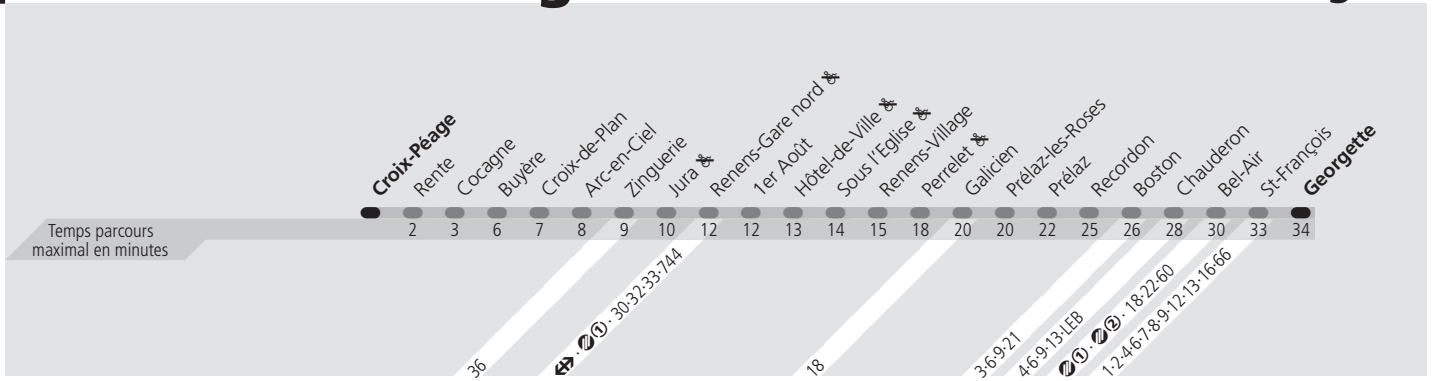 Croix-Péage
Rente
Cocagne
Buyère
Croix-de-Plan
Arc-en-Ciel
Zinguerie
Jura
Renens-Gare nord
1er Août
Hôtel-de-Ville
Sous l'Eglise
Renens-Village
Perrelet
Galicien
Prélaz-les-Roses
Prélaz
Recordon
Boston
Chauderon
Bel-Air
St-François
Georgette
Temps parcours
maximal en minutes
2 3 6 7 8 9 10 12 12 13 14 15 18 20 20 22 25 26 28 30 33 34
36
1 · 30·32·33·744
18
3·6·9·21
4·6·9·13·LEB
1 · 2 · 18·22·60
1·2·4·6·7·8·9·12·13·16·66